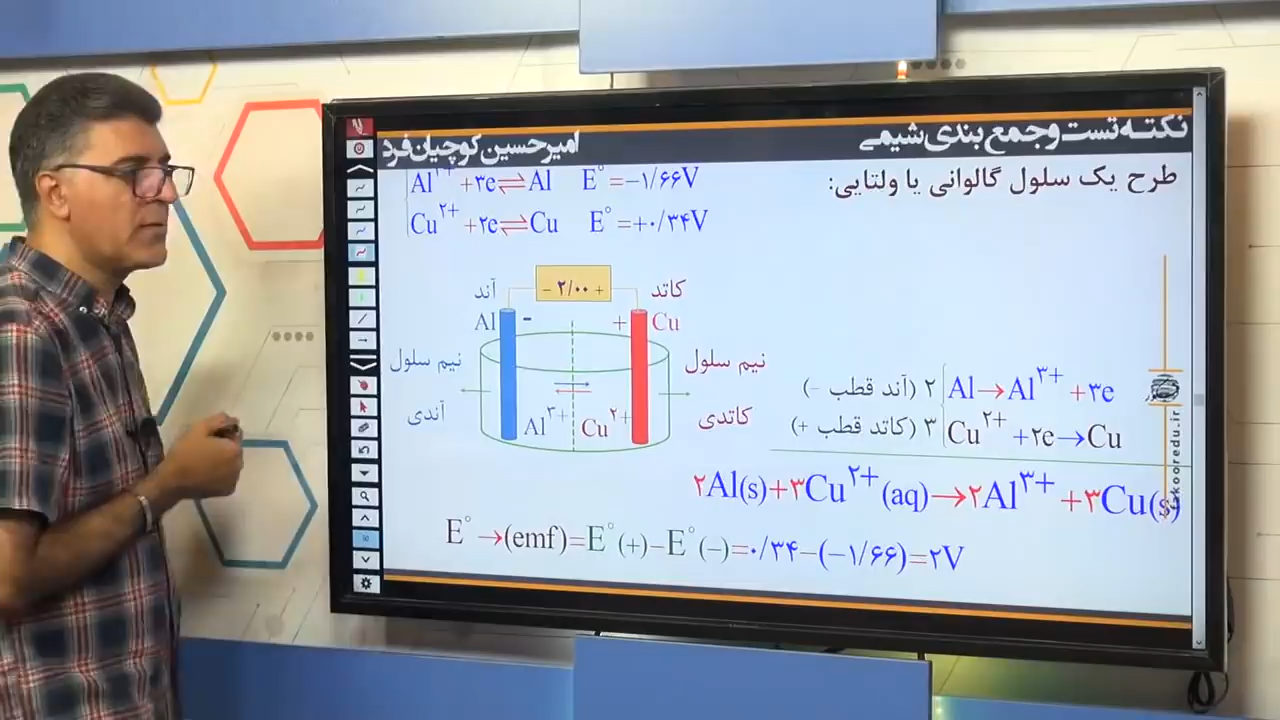 نکته تست و جمع بندی شیمی
امیرحسین کوچیان فرد
طرح یک سلول گالوانی یا ولتایی:
Al³⁺ +۳e⇌Al E°=−۱/۶۶V
Cu²⁺ +۲e⇌Cu E°=+۰/۳۴V
آند
− ۲/۰۰ +
کاتد
Al
-
+
Cu
نیم سلول
آندی
نیم سلول
کاتدی
Al³⁺
Cu²⁺
(آند قطب −) ۲ Al→Al³⁺ +۳e
(کاتد قطب +) ۳ Cu²⁺ +۲e→Cu
۲Al(s)+۳Cu²⁺(aq)→۲Al³⁺ +۳Cu(s)
E° →(emf)=E°(+)−E°(−)=۰/۳۴−(−۱/۶۶)=۲V